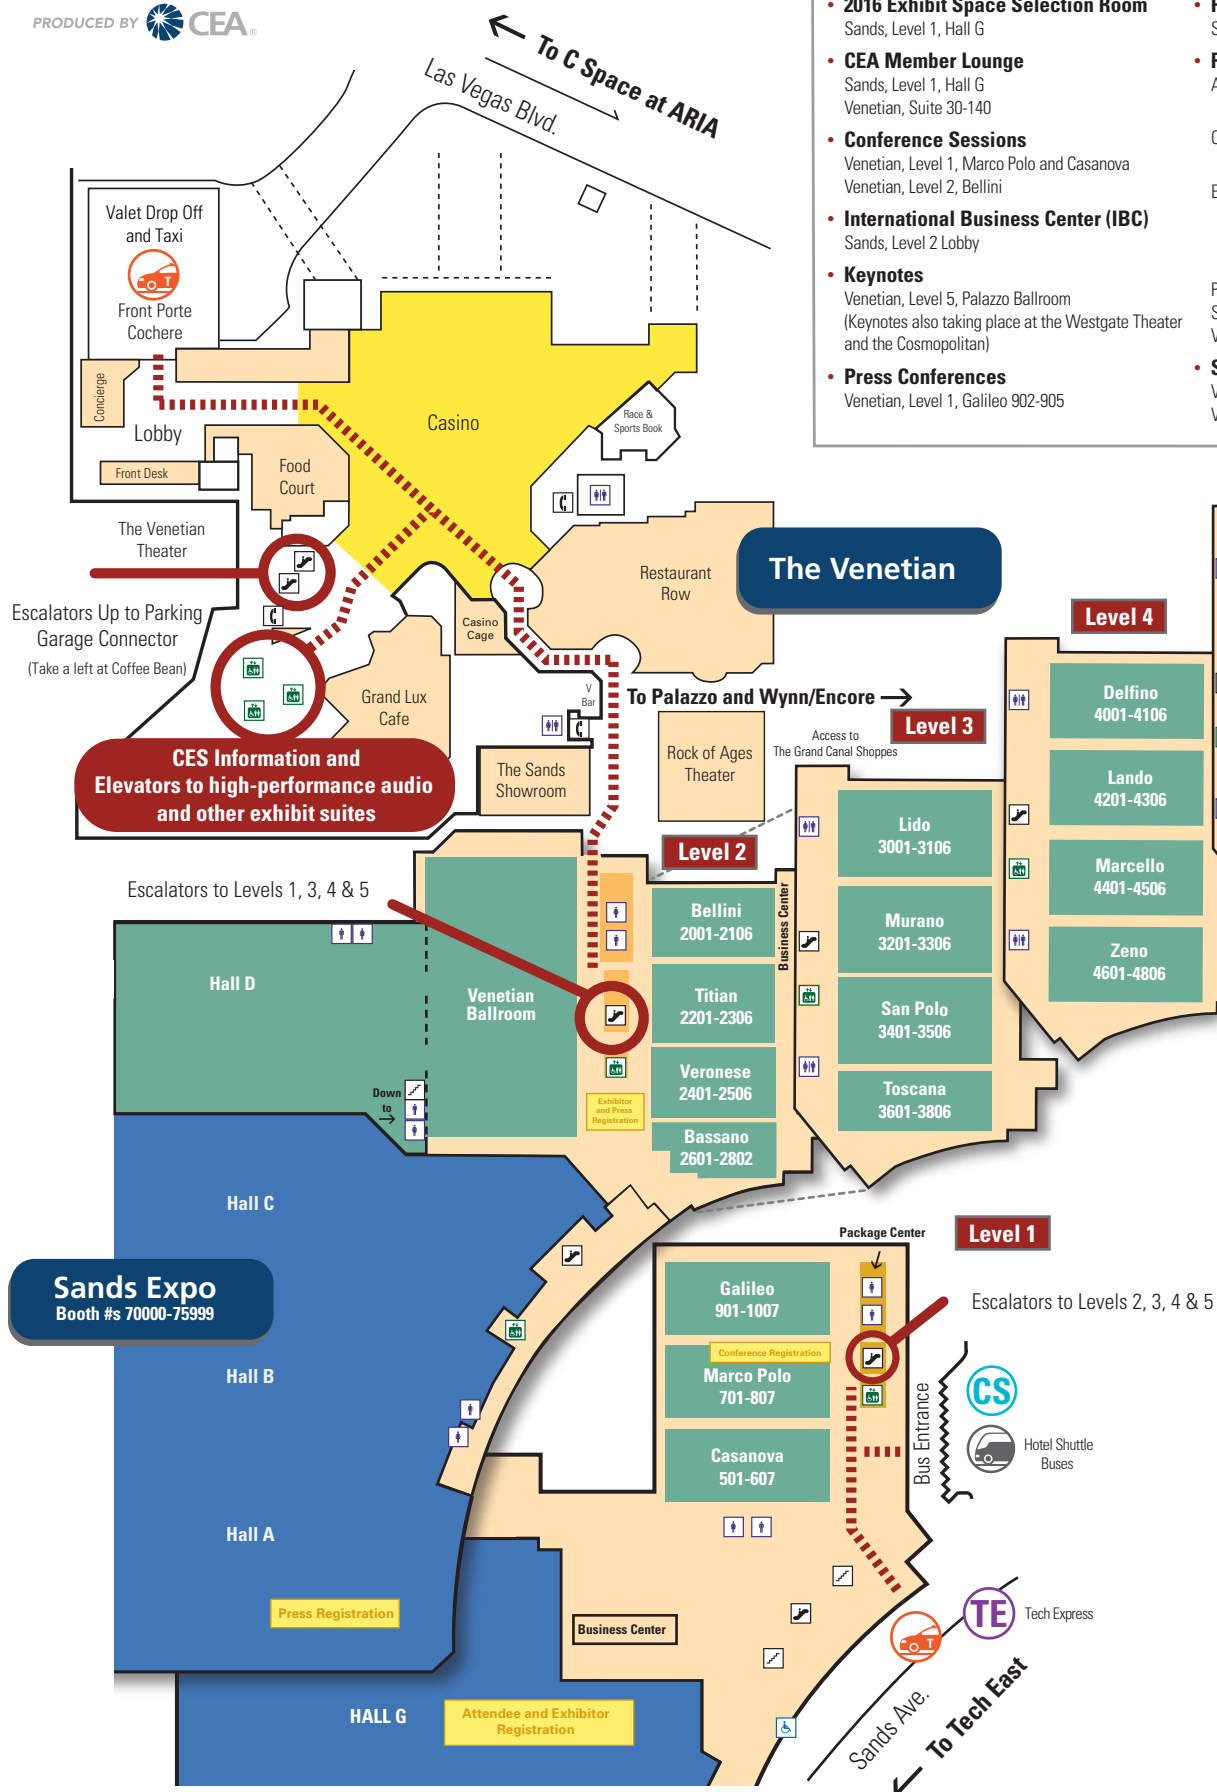 PRODUCED BY CEA®
To C Space at ARIA
Las Vegas Blvd.
• 2016 Exhibit Space Selection Room
Sands, Level 1, Hall G
• CEA Member Lounge
Sands, Level 1, Hall G
Venetian, Suite 30-140
• Conference Sessions
Venetian, Level 1, Marco Polo and Casanova
Venetian, Level 2, Bellini
• International Business Center (IBC)
Sands, Level 2 Lobby
• Keynotes
Venetian, Level 5, Palazzo Ballroom
(Keynotes also taking place at the Westgate Theater
and the Cosmopolitan)
• Press Conferences
Venetian, Level 1, Galileo 902-905
Valet Drop Off
and Taxi
T
Front Porte
Cochere
Concierge
Lobby
Front Desk
Food
Court
Casino
Race &
Sports Book
The Venetian
Theater
Escalators Up to Parking
Garage Connector
(Take a left at Coffee Bean)
Casino
Cage
Restaurant
Row
The Venetian
Grand Lux
Cafe
V
Bar
To Palazzo and Wynn/Encore
CES Information and
Elevators to high-performance audio
and other exhibit suites
The Sands
Showroom
Rock of Ages
Theater
Access to
The Grand Canal Shoppes
Level 4
Delfino
4001-4106
Lando
4201-4306
Marcello
4401-4506
Zeno
4601-4806
Level 3
Lido
3001-3106
Murano
3201-3306
San Polo
3401-3506
Toscana
3601-3806
Level 2
Business Center
Bellini
2001-2106
Titian
2201-2306
Veronese
2401-2506
Bassano
2601-2802
Escalators to Levels 1, 3, 4 & 5
Venetian
Ballroom
Exhibitor
and Press
Registration
Hall D
Down
to
Hall C
Sands Expo
Booth #s 70000-75999
Hall B
Hall A
Press Registration
HALL G
Attendee and Exhibitor
Registration
Business Center
Package Center
Level 1
Galileo
901-1007
Conference Registration
Marco Polo
701-807
Casanova
501-607
Escalators to Levels 2, 3, 4 & 5
Bus Entrance
CS
Hotel Shuttle
Buses
TE
Tech Express
T
Sands Ave.
To Tech East